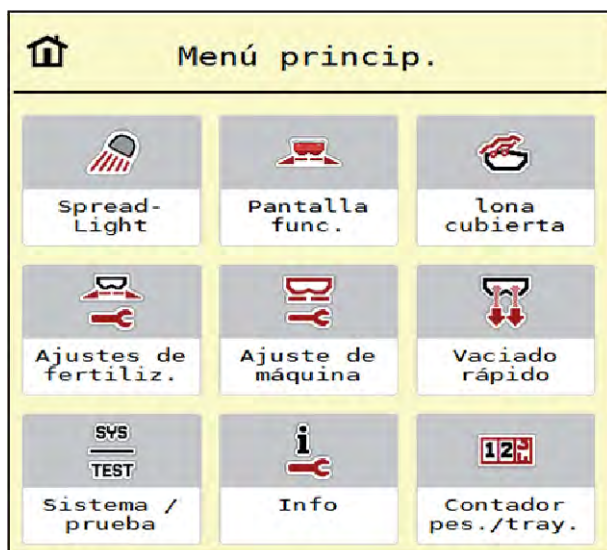 Menú princip.
Spread-
Light
Pantalla
func.
lona
cubierta
Ajustes de
fertiliz.
Ajuste de
máquina
Vaciado
rápido
SYS
TEST
Sistema /
prueba
i
Info
123
Contador
pes./tray.